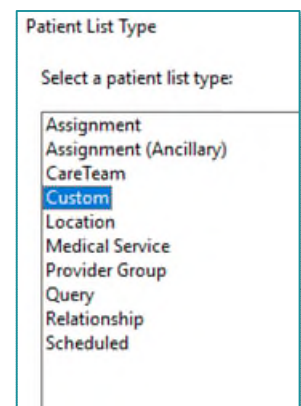 Patient List Type
Select a patient list type:
Assignment
Assignment (Ancillary)
CareTeam
Custom
Location
Medical Service
Provider Group
Query
Relationship
Scheduled